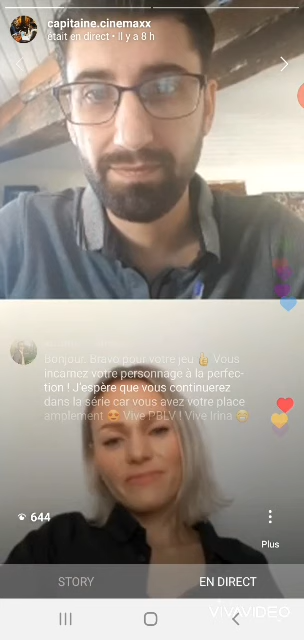 capitaine.cinemaxx
était en direct • Il y a 8 h
Bonjour. Bravo pour votre jeu 👍 Vous
incarnez votre personnage à la perfec-
tion ! J'espère que vous continuerez
dans la série car vous avez votre place
amplement 😍 Vive PBLV ! Vive Irina 😊
644
Plus
STORY
EN DIRECT
VIVAVIDEO